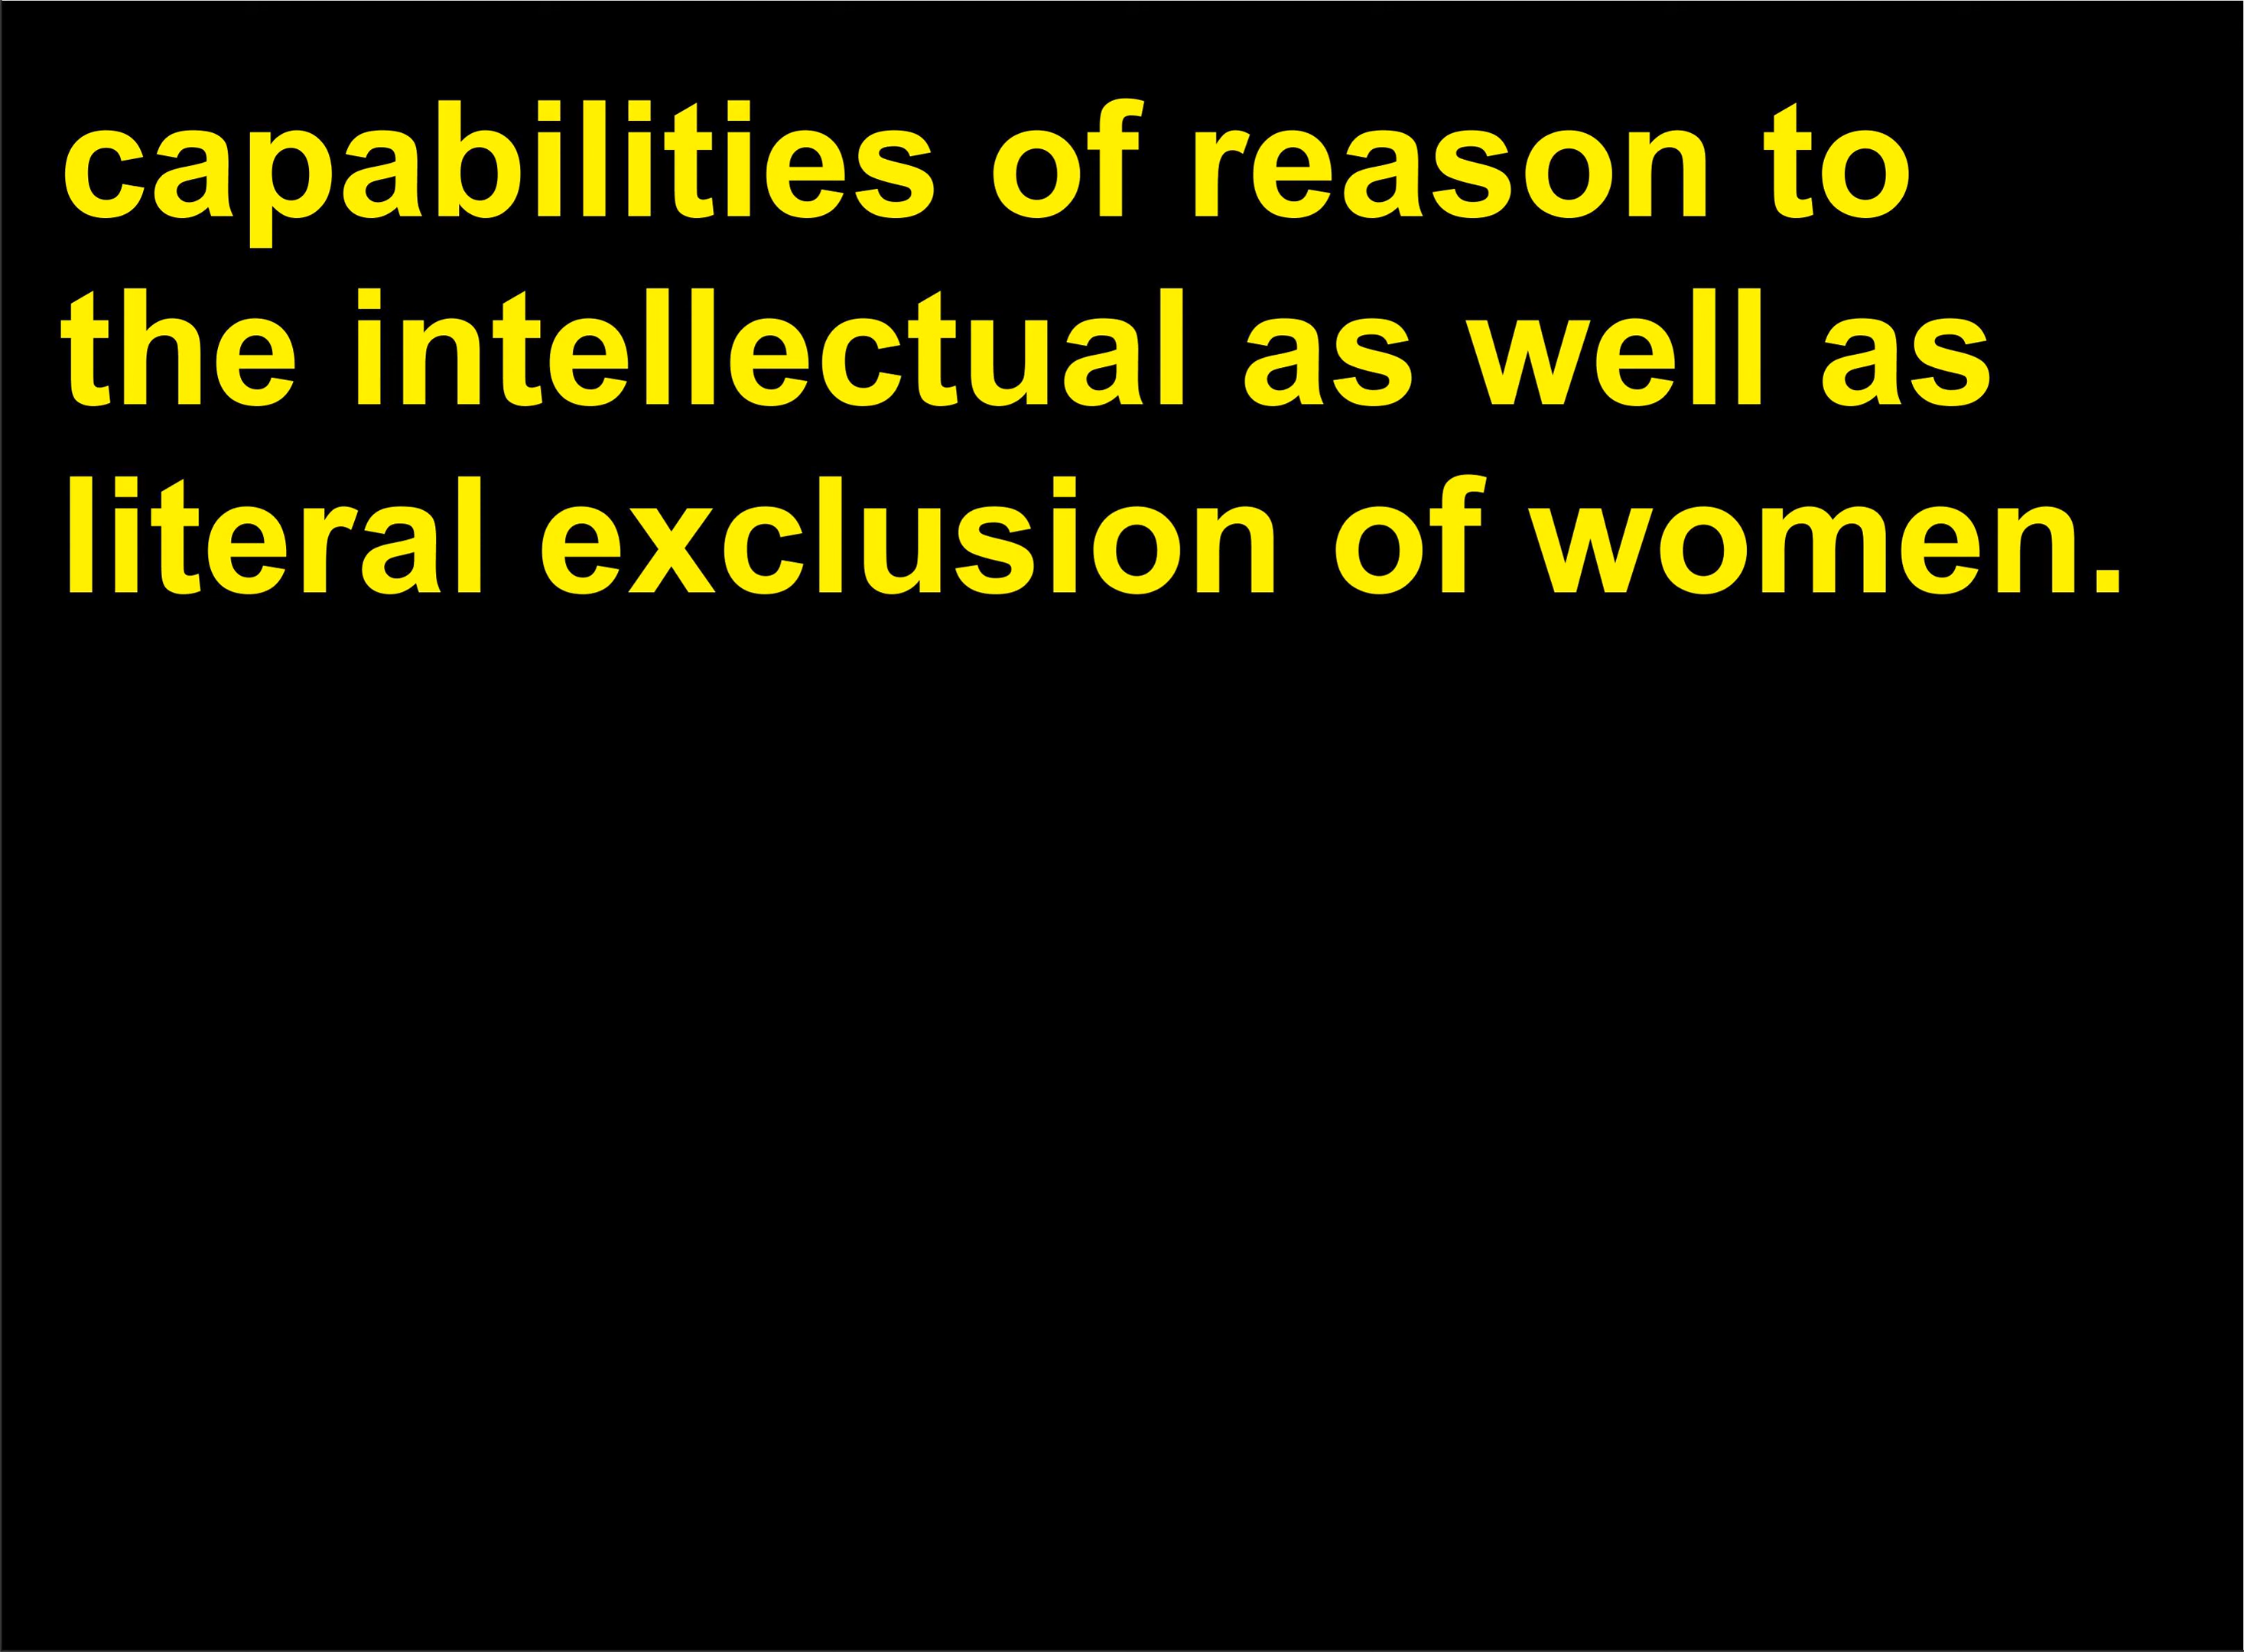 capabilities of reason to
the intellectual as well as
literal exclusion of women.